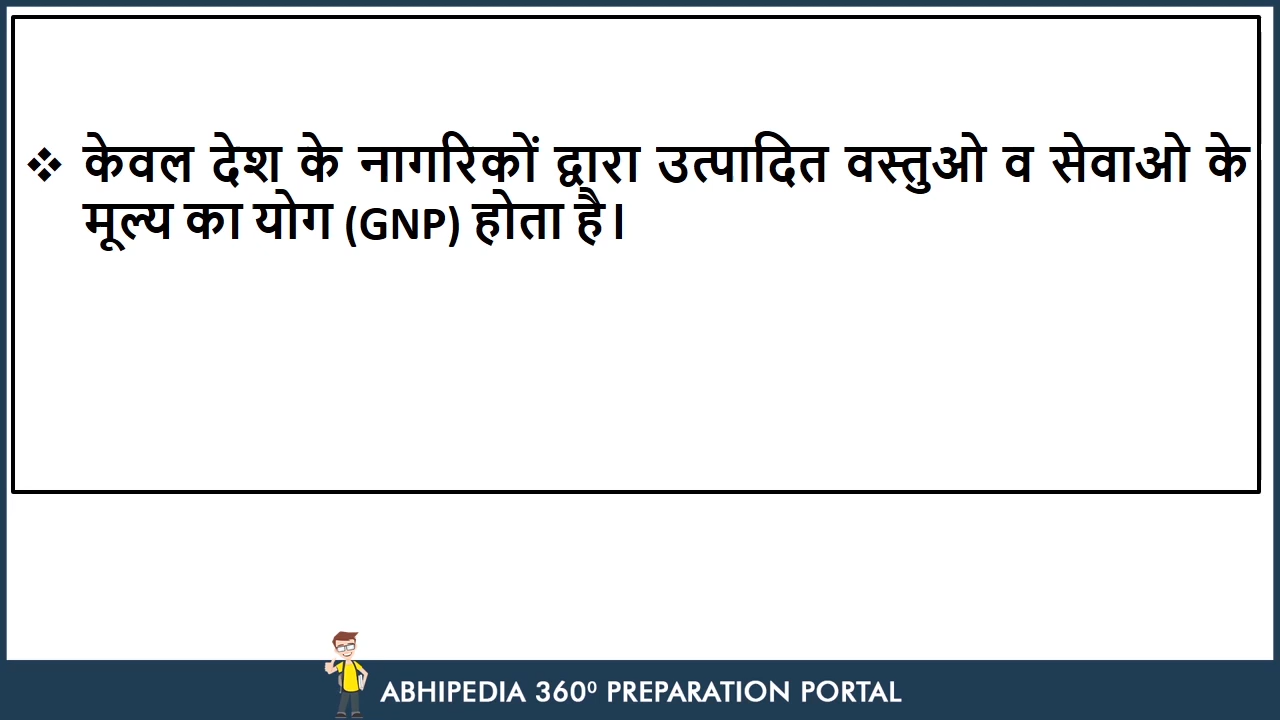 ❖ केवल देश के नागरिकों द्वारा उत्पादित वस्तुओ व सेवाओ के
मूल्य का योग (GNP) होता है।
ABHIPEDIA 360⁰ PREPARATION PORTAL